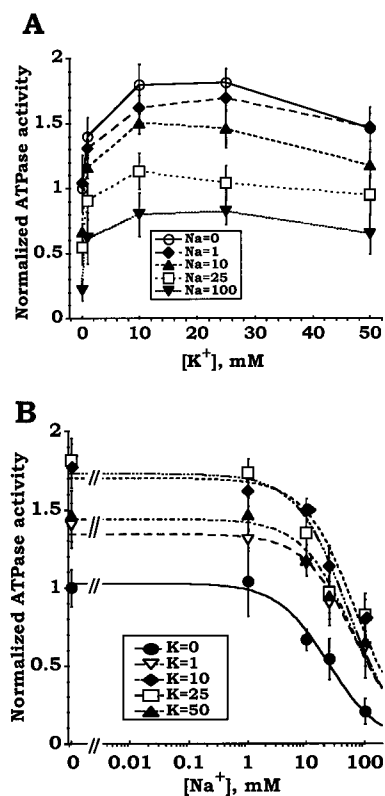 A
Normalized ATPase activity
2
1.5
1
0.5
0
Na=0
Na=1
Na=10
Na=25
Na=100
0 10 20 30 40 50
[K+], mM
B
Normalized ATPase activity
2
1.5
1
0.5
0
K=0
K=1
K=10
K=25
K=50
0 0.01 0.1 1 10 100
[Na+], mM